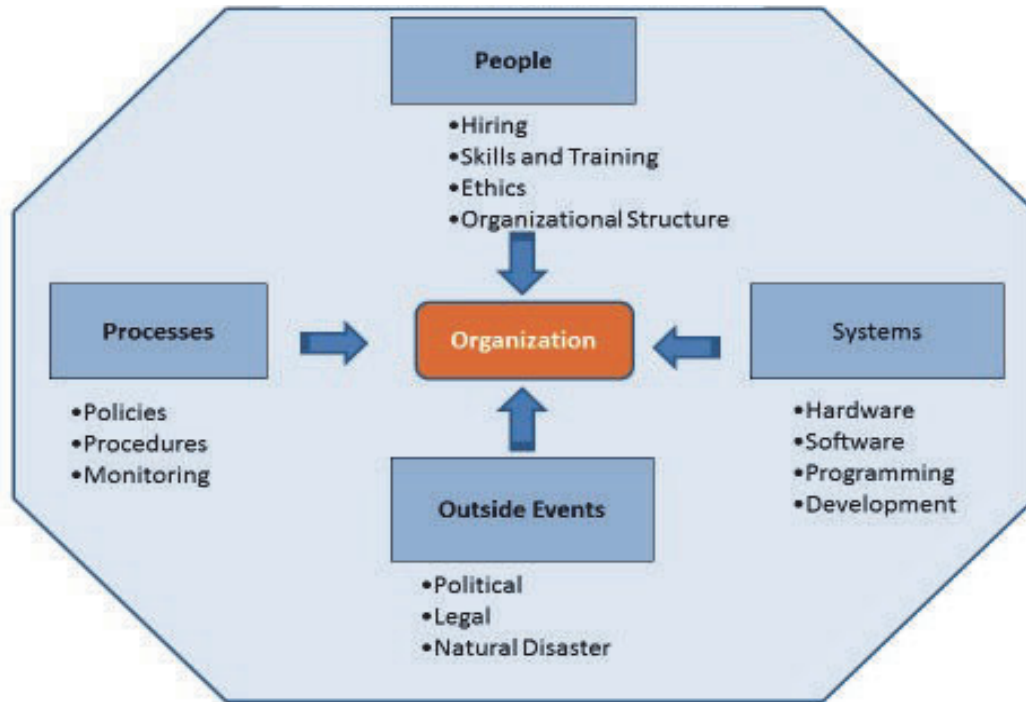 People
•Hiring
•Skills and Training
•Ethics
•Organizational Structure
Processes
•Policies
•Procedures
•Monitoring
Organization
Systems
•Hardware
•Software
•Programming
•Development
Outside Events
•Political
•Legal
•Natural Disaster